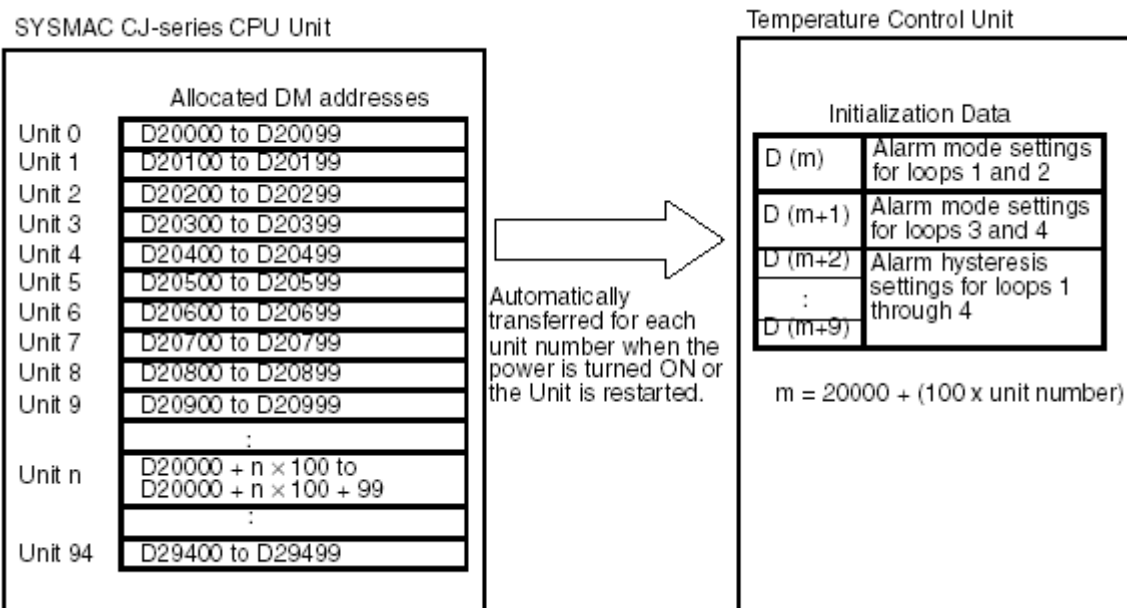 SYSMAC CJ-series CPU Unit
Allocated DM addresses
Unit 0 D20000 to D20099
Unit 1 D20100 to D20199
Unit 2 D20200 to D20299
Unit 3 D20300 to D20399
Unit 4 D20400 to D20499
Unit 5 D20500 to D20599
Unit 6 D20600 to D20699
Unit 7 D20700 to D20799
Unit 8 D20800 to D20899
Unit 9 D20900 to D20999
:
Unit n
D20000 + n × 100 to
D20000 + n × 100 + 99
:
Unit 94 D29400 to D29499
Automatically
transferred for each
unit number when the
power is turned ON or
the Unit is restarted.
Temperature Control Unit
Initialization Data
D (m)
Alarm mode settings
for loops 1 and 2
D (m+1)
Alarm mode settings
for loops 3 and 4
D (m+2)
:
D (m+9)
Alarm hysteresis
settings for loops 1
through 4
m = 20000 + (100 x unit number)